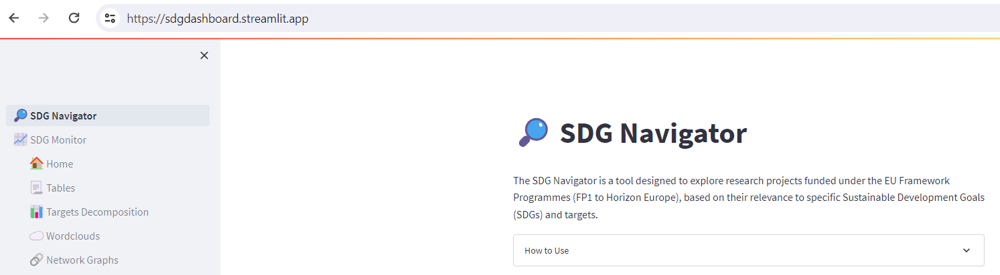 https://sdgdashboard.streamlit.app
SDG Navigator
SDG Monitor
Home
Tables
Targets Decomposition
Wordclouds
Network Graphs
SDG Navigator
The SDG Navigator is a tool designed to explore research projects funded under the EU Framework
Programmes (FP1 to Horizon Europe), based on their relevance to specific Sustainable Development Goals
(SDGs) and targets.
How to Use